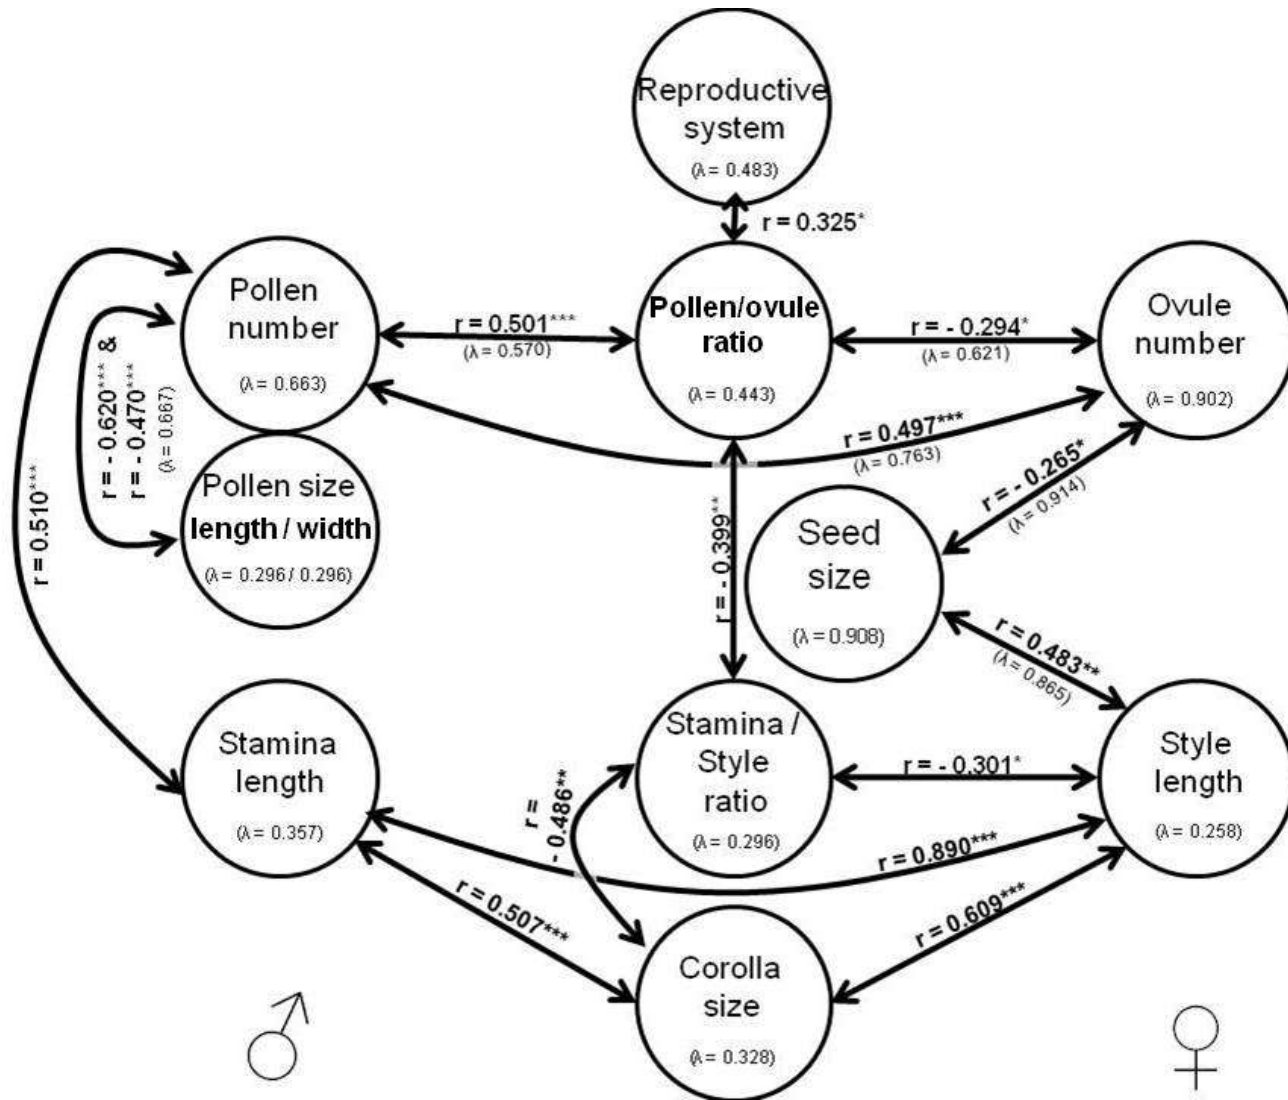 Reproductive
system
(λ = 0.483)
r = 0.325*
Pollen
number
(λ = 0.663)
r = 0.501***
(λ = 0.570)
Pollen/ovule
ratio
(λ = 0.443)
r = - 0.294*
(λ = 0.621)
Ovule
number
(λ = 0.902)
r = 0.510***
r = - 0.620*** &
r = - 0.470***
(λ = 0.667)
r = 0.497***
(λ = 0.763)
r = - 0.265*
(λ = 0.914)
Pollen size
length / width
(λ = 0.296 / 0.296)
r = - 0.399**
Seed
size
(λ = 0.908)
r = 0.483**
(λ = 0.865)
Stamina
length
(λ = 0.357)
Stamina /
Style
ratio
(λ = 0.296)
r = - 0.301*
Style
length
(λ = 0.258)
r =
- 0.486**
r = 0.890***
r = 0.507***
r = 0.609***
Corolla
size
(λ = 0.328)
♂
♀